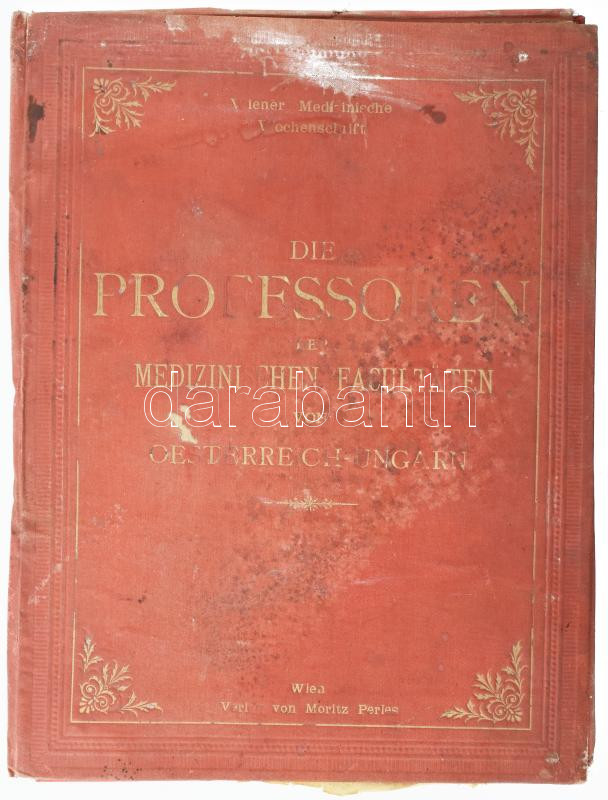 Wiener Medizinische
Wochenschrift
DIE
PROFESSOREN
DER
MEDIZINISCHEN FACULTÄTEN
VON
OESTERREICH-UNGARN
darabanth
Wien
Verlag von Moritz Perles